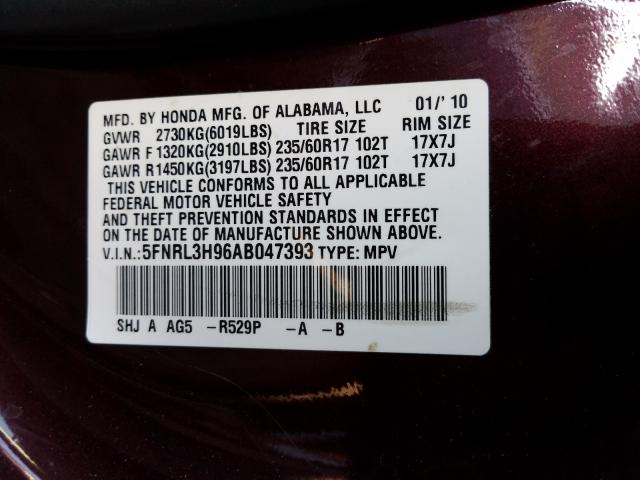 MFD. BY HONDA MFG. OF ALABAMA, LLC 01/' 10
GVWR 2730KG(6019LBS) TIRE SIZE RIM SIZE
GAWR F 1320KG(2910LBS) 235/60R17 102T 17X7J
GAWR R1450KG(3197LBS) 235/60R17 102T 17X7J
THIS VEHICLE CONFORMS TO ALL APPLICABLE
FEDERAL MOTOR VEHICLE SAFETY
AND THEFT PREVENTION STANDARDS IN EFFECT
ON THE DATE OF MANUFACTURE SHOWN ABOVE.
V.I.N.:5FNRL3H96AB047393 TYPE: MPV
SHJ A AG5 -R529P -A -B